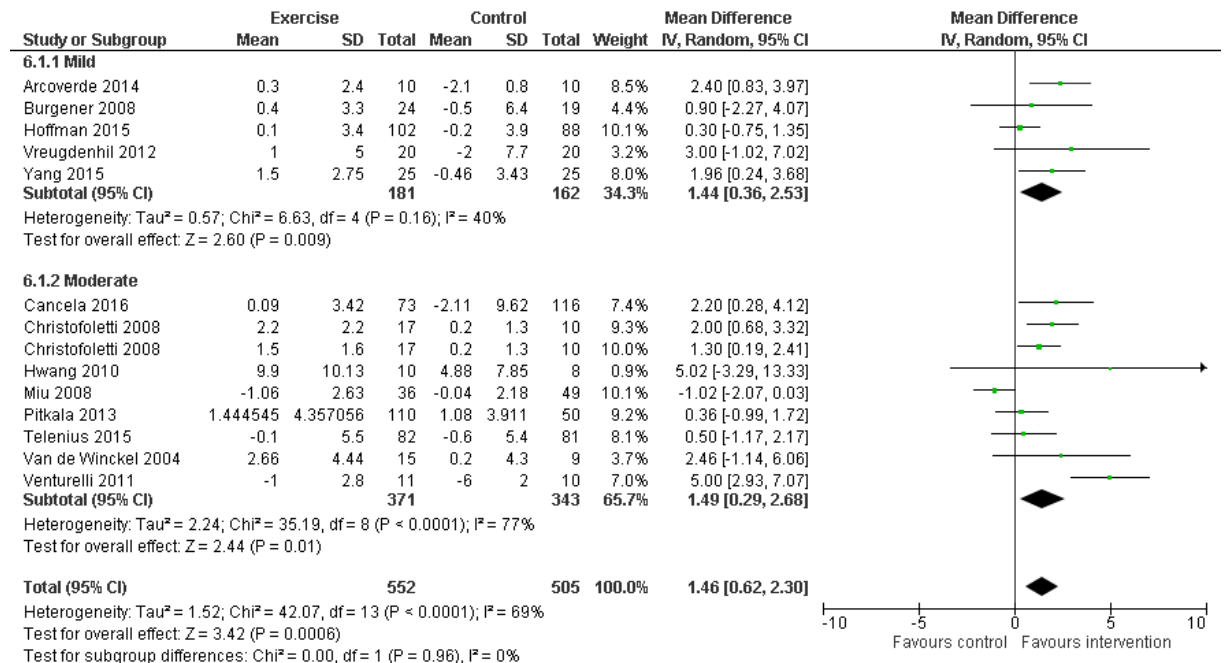 Exercise Control Mean Difference Mean Difference
Study or Subgroup Mean SD Total Mean SD Total Weight IV, Random, 95% CI IV, Random, 95% CI
6.1.1 Mild
Arcoverde 2014 0.3 2.4 10 -2.1 0.8 10 8.5% 2.40 [0.83, 3.97]
Burgener 2008 0.4 3.3 24 -0.5 6.4 19 4.4% 0.90 [-2.27, 4.07]
Hoffman 2015 0.1 3.4 102 -0.2 3.9 88 10.1% 0.30 [-0.75, 1.35]
Vreugdenhil 2012 1 5 20 -2 7.7 20 3.2% 3.00 [-1.02, 7.02]
Yang 2015 1.5 2.75 25 -0.46 3.43 25 8.0% 1.96 [0.24, 3.68]
Subtotal (95% CI) 181 162 34.3% 1.44 [0.36, 2.53]
Heterogeneity: Tau² = 0.57; Chi² = 6.63, df = 4 (P = 0.16); I² = 40%
Test for overall effect: Z = 2.60 (P = 0.009)
6.1.2 Moderate
Cancela 2016 0.09 3.42 73 -2.11 9.62 116 7.4% 2.20 [0.28, 4.12]
Christofoletti 2008 2.2 2.2 17 0.2 1.3 10 9.3% 2.00 [0.68, 3.32]
Christofoletti 2008 1.5 1.6 17 0.2 1.3 10 10.0% 1.30 [0.19, 2.41]
Hwang 2010 9.9 10.13 10 4.88 7.85 8 0.9% 5.02 [-3.29, 13.33]
Miu 2008 -1.06 2.63 36 -0.04 2.18 49 10.1% -1.02 [-2.07, 0.03]
Pitkala 2013 1.444545 4.357056 110 1.08 3.911 50 9.2% 0.36 [-0.99, 1.72]
Telenius 2015 -0.1 5.5 82 -0.6 5.4 81 8.1% 0.50 [-1.17, 2.17]
Van de Winckel 2004 2.66 4.44 15 0.2 4.3 9 3.7% 2.46 [-1.14, 6.06]
Venturelli 2011 -1 2.8 11 -6 2 10 7.0% 5.00 [2.93, 7.07]
Subtotal (95% CI) 371 343 65.7% 1.49 [0.29, 2.68]
Heterogeneity: Tau² = 2.24; Chi² = 35.19, df = 8 (P < 0.0001); I² = 77%
Test for overall effect: Z = 2.44 (P = 0.01)
Total (95% CI) 552 505 100.0% 1.46 [0.62, 2.30]
Heterogeneity: Tau² = 1.52; Chi² = 42.07, df = 13 (P < 0.0001); I² = 69%
Test for overall effect: Z = 3.42 (P = 0.0006)
Test for subgroup differences: Chi² = 0.00, df = 1 (P = 0.96), I² = 0%
-10 -5 0 5 10
Favours control Favours intervention